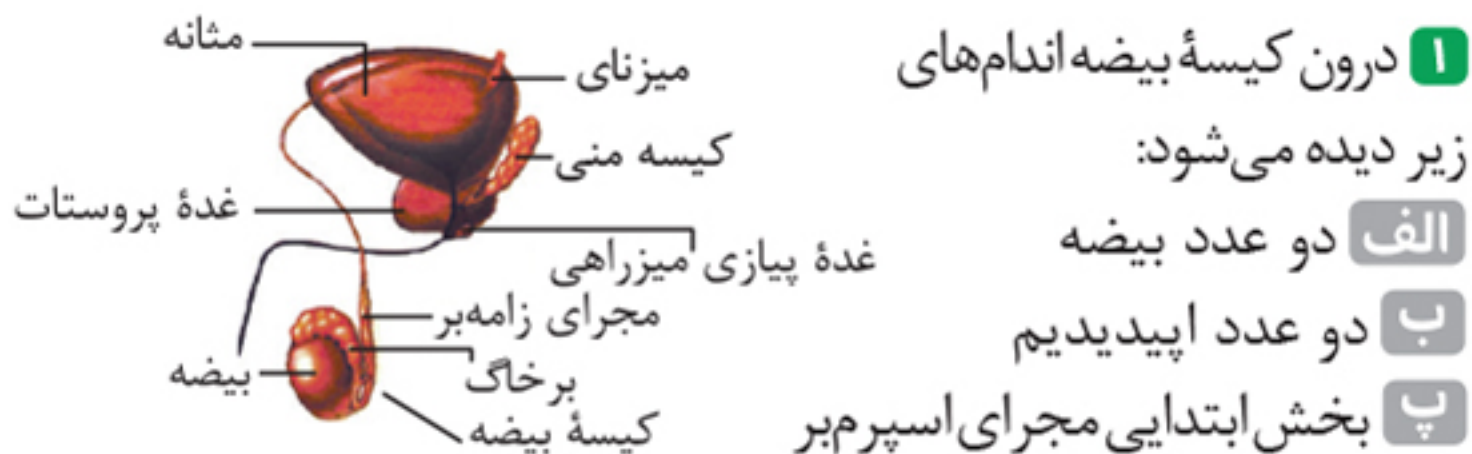 ۱ درون کیسهٔ بیضه اندام‌های
زیر دیده می‌شود:
الف دو عدد بیضه
ب دو عدد اپیدیدیم
پ بخش ابتدایی مجرای اسپرم‌بر
مثانه
میزنای
کیسه منی
غدهٔ پروستات
غدهٔ پیازی میزراهی
مجرای زامه‌بر
برخاگ
بیضه
کیسهٔ بیضه